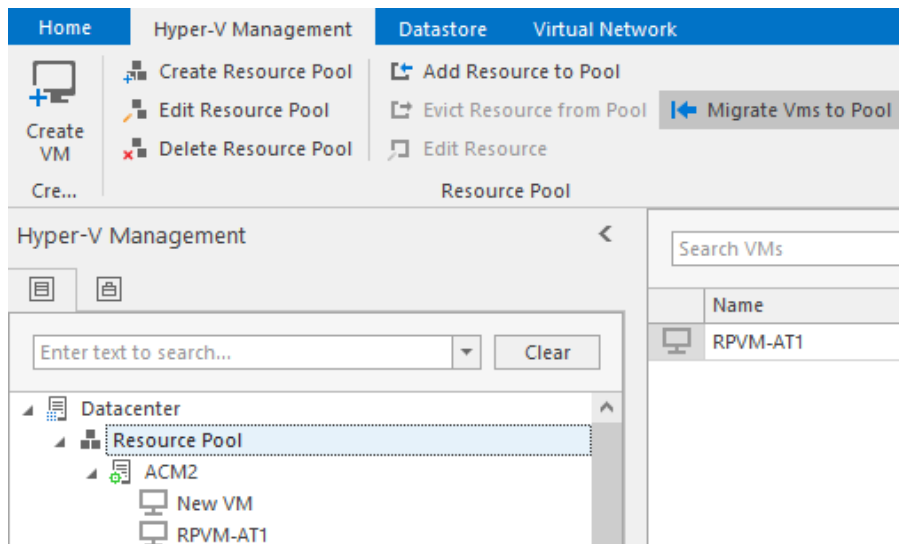 Home Hyper-V Management Datastore Virtual Network
Create VM
Cre...
Create Resource Pool
Edit Resource Pool
Delete Resource Pool
Add Resource to Pool
Evict Resource from Pool
Edit Resource
Migrate Vms to Pool
Resource Pool
Hyper-V Management
Enter text to search...
Clear
Datacenter
Resource Pool
ACM2
New VM
RPVM-AT1
Search VMs
Name
RPVM-AT1